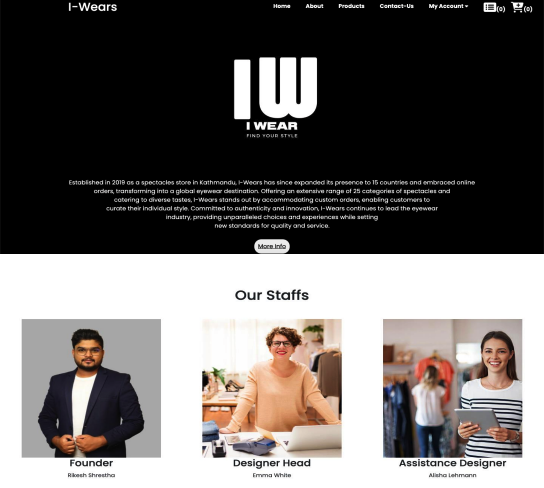 I-Wears
Home About Products Contact-Us My Account (0) (0)
IW
I WEAR
FIND YOUR STYLE
Established in 2019 as a spectacles store in Kathmandu, I-Wears has since expanded its presence to 15 countries and embraced online
orders, transforming into a global eyewear destination. Offering an extensive range of 25 categories of spectacles and
catering to diverse tastes, I-Wears stands out by accommodating custom orders, enabling customers to
curate their individual style. Committed to authenticity and innovation, I-Wears continues to lead the eyewear
industry, providing unparalleled choices and experiences while setting
new standards for quality and service.
More info
Our Staffs
Founder
Rikesh Shrestha
Designer Head
Emma White
Assistance Designer
Alisha Lehmann